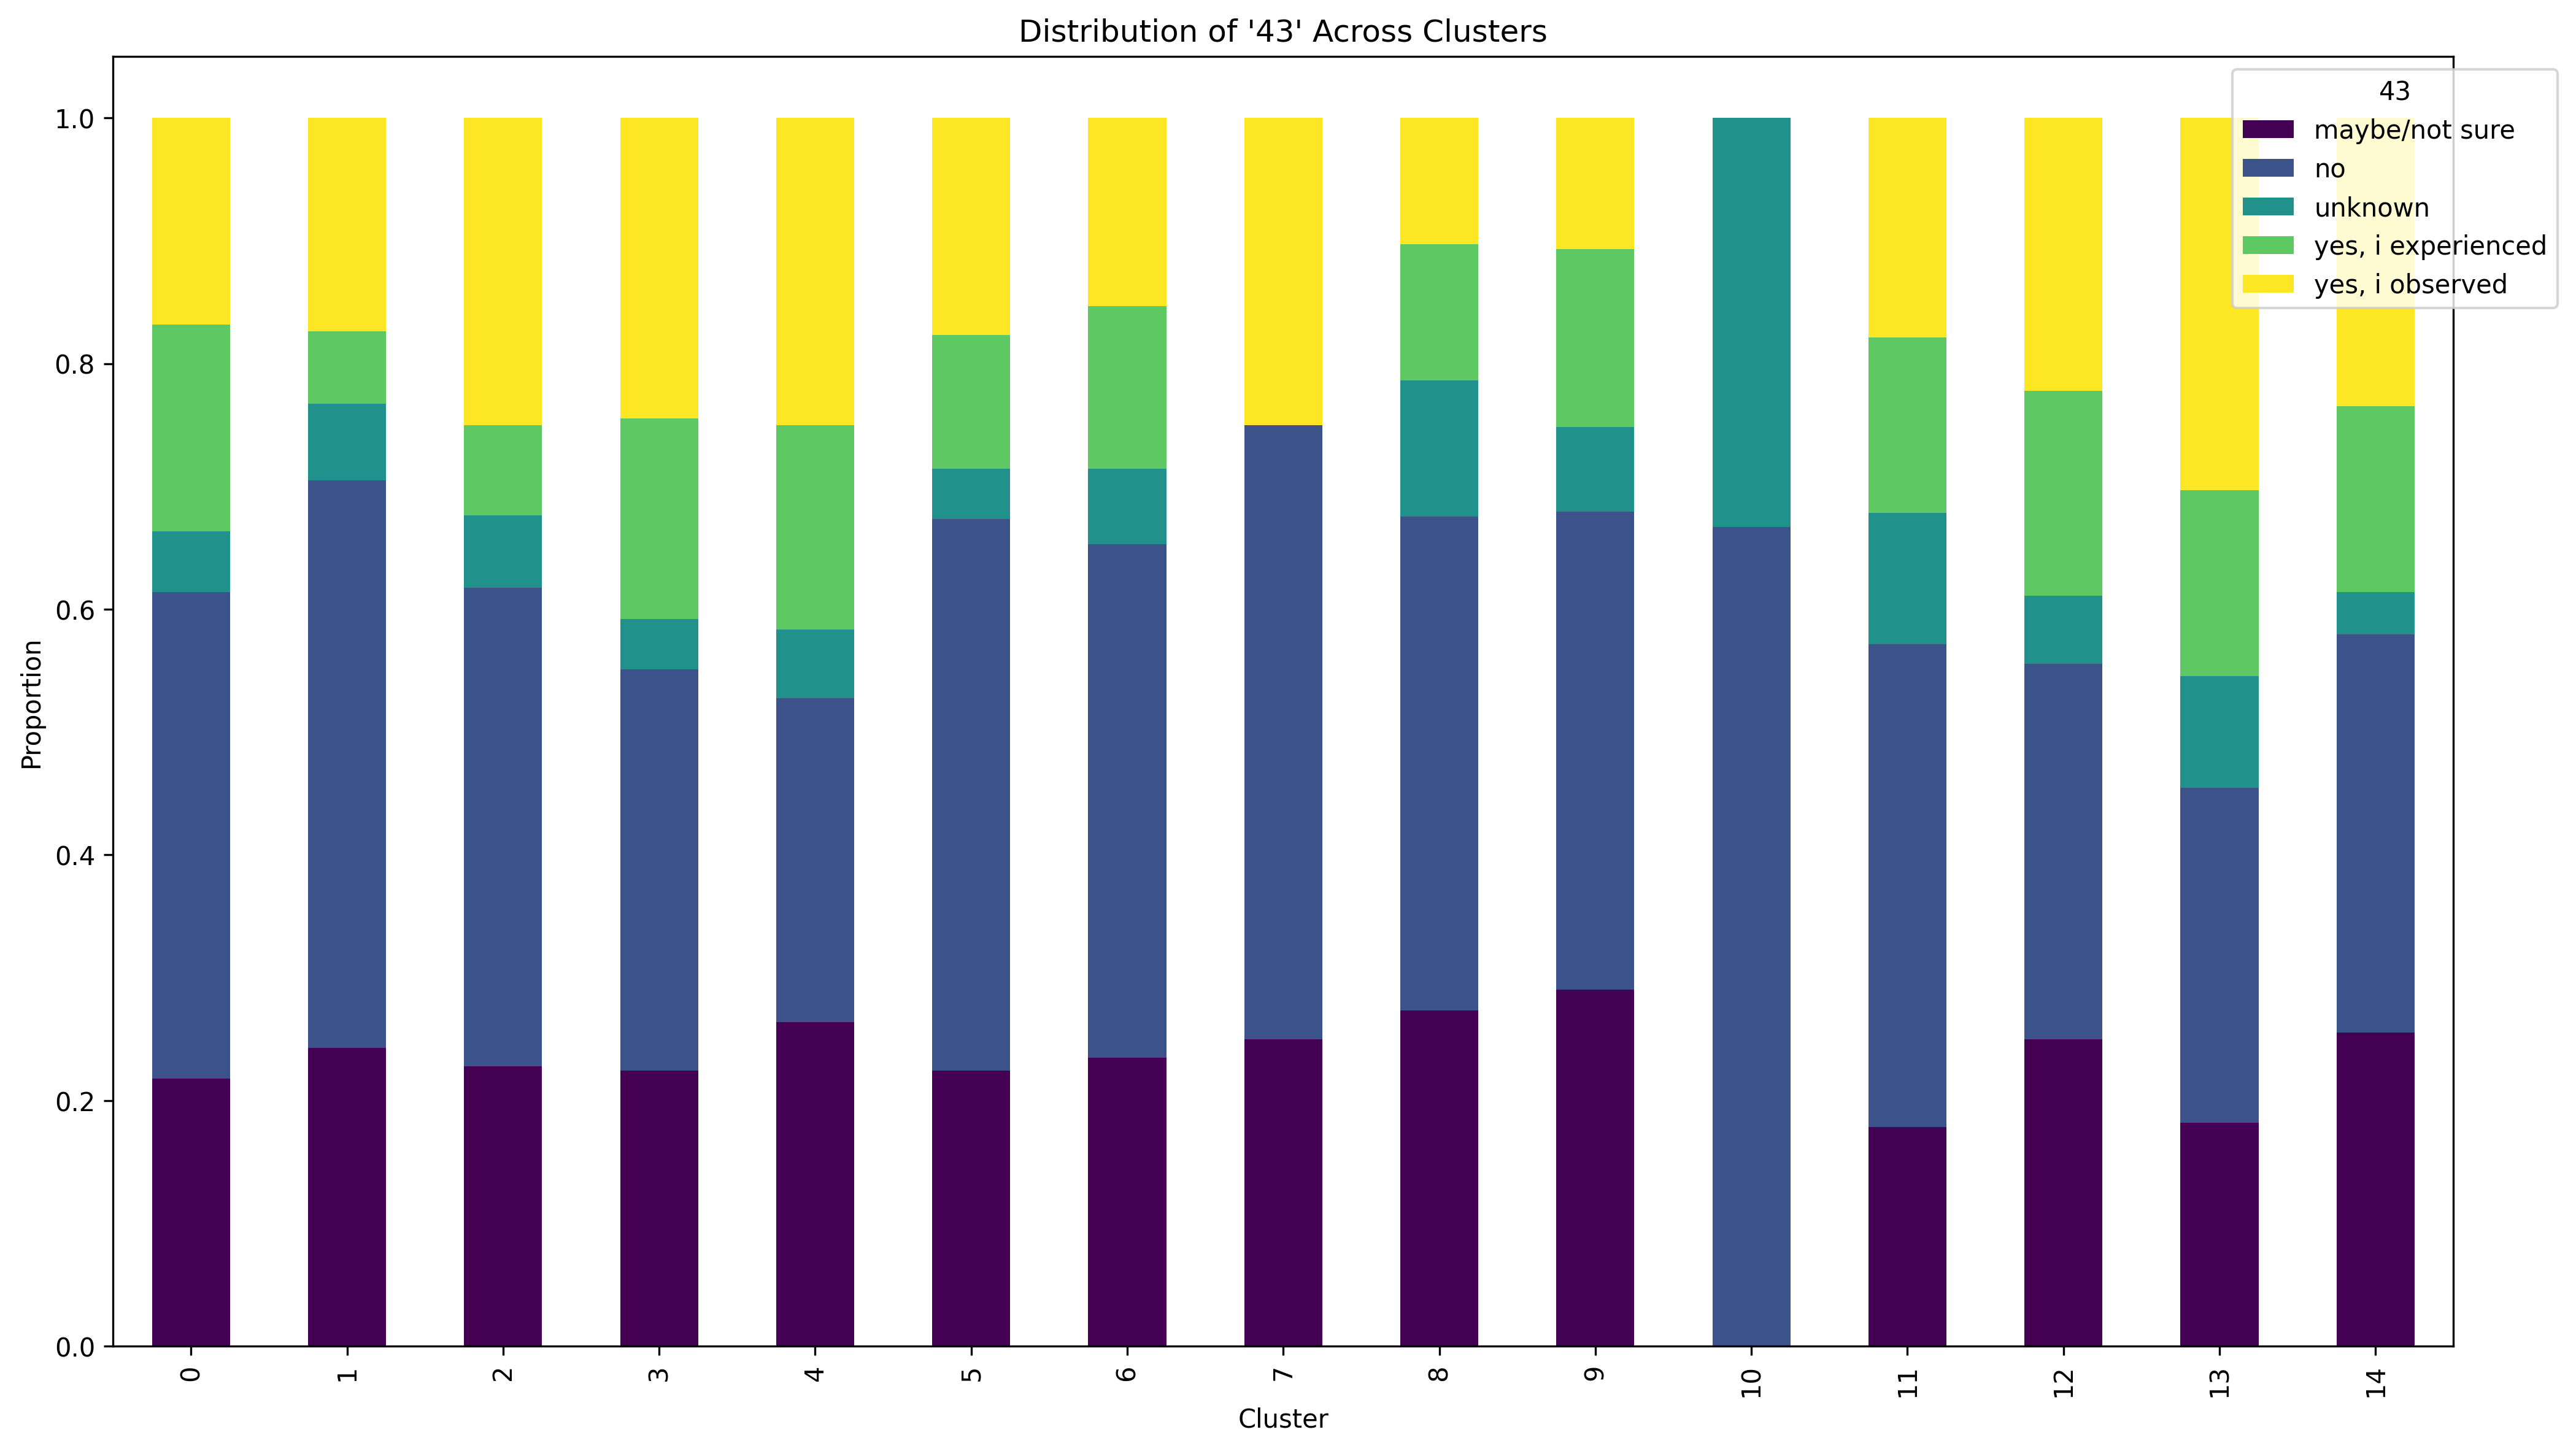 Distribution of '43' Across Clusters
43
maybe/not sure
no
unknown
yes, i experienced
yes, i observed
1.0
0.8
0.6
0.4
0.2
0.0
Proportion
0 1 2 3 4 5 6 7 8 9 10 11 12 13 14
Cluster